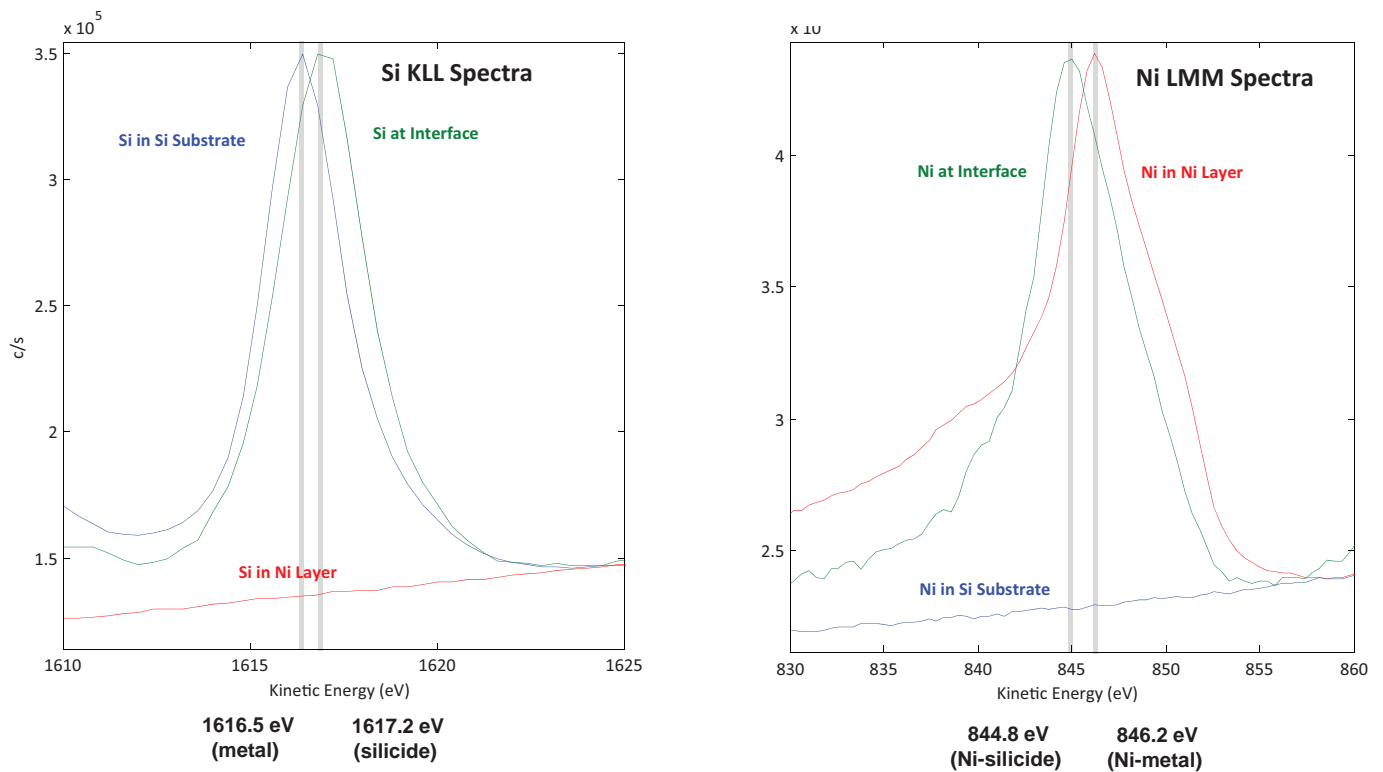 x 10^5
Si KLL Spectra
Si in Si Substrate
Si at Interface
Si in Ni Layer
3.5
3
2.5
2
1.5
c/s
1610
1615
1620
1625
Kinetic Energy (eV)
1616.5 eV
(metal)
1617.2 eV
(silicide)
x 10
Ni LMM Spectra
Ni at Interface
Ni in Ni Layer
Ni in Si Substrate
4
3.5
3
2.5
830
835
840
845
850
855
860
Kinetic Energy (eV)
844.8 eV
(Ni-silicide)
846.2 eV
(Ni-metal)